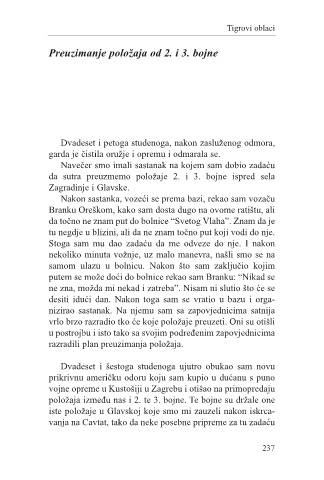 Tigrovi oblaci
Preuzimanje položaja od 2. i 3. bojne
Dvadeset i petoga studenoga, nakon zasluženog odmora,
garda je čistila oružje i opremu i odmarala se.
Navečer smo imali sastanak na kojem sam dobio zadaću
da sutra preuzmemo položaje 2. i 3. bojne ispred sela
Zagradinje i Glavske.
Nakon sastanka, vozeći se prema bazi, rekao sam vozaču
Branku Oreškom, kako sam dosta dugo na ovome ratištu, ali
da točno ne znam put do bolnice “Svetog Vlaha”. Znam da je
tu negdje u blizini, ali da ne znam točno put koji vodi do nje.
Stoga sam mu dao zadaću da me odveze do nje. I nakon
nekoliko minuta vožnje, uz malo manevra, našli smo se na
samom ulazu u bolnicu. Nakon što sam zaključio kojim
putem se može doći do bolnice rekao sam Branku: “Nikad se
ne zna, možda mi nekad i zatreba”. Nisam ni slutio što će se
desiti idući dan. Nakon toga sam se vratio u bazu i orga-
nizirao sastanak. Na njemu sam sa zapovjednicima satnija
vrlo brzo razradio tko će koje položaje preuzeti. Oni su otišli
u postrojbu i isto tako sa svojim podređenim zapovjednicima
razradili plan preuzimanja položaja.
Dvadeset i šestoga studenoga ujutro obukao sam novu
prikrivnu američku odoru koju sam kupio u dućanu s puno
vojne opreme u Kustošiji u Zagrebu i otišao na primopredaju
položaja između nas i 2. te 3. bojne. Te bojne su držale one
iste položaje u Glavskoj koje smo mi zauzeli nakon iskrca-
vanja na Cavtat, tako da neke posebne pripreme za tu zadaću
237